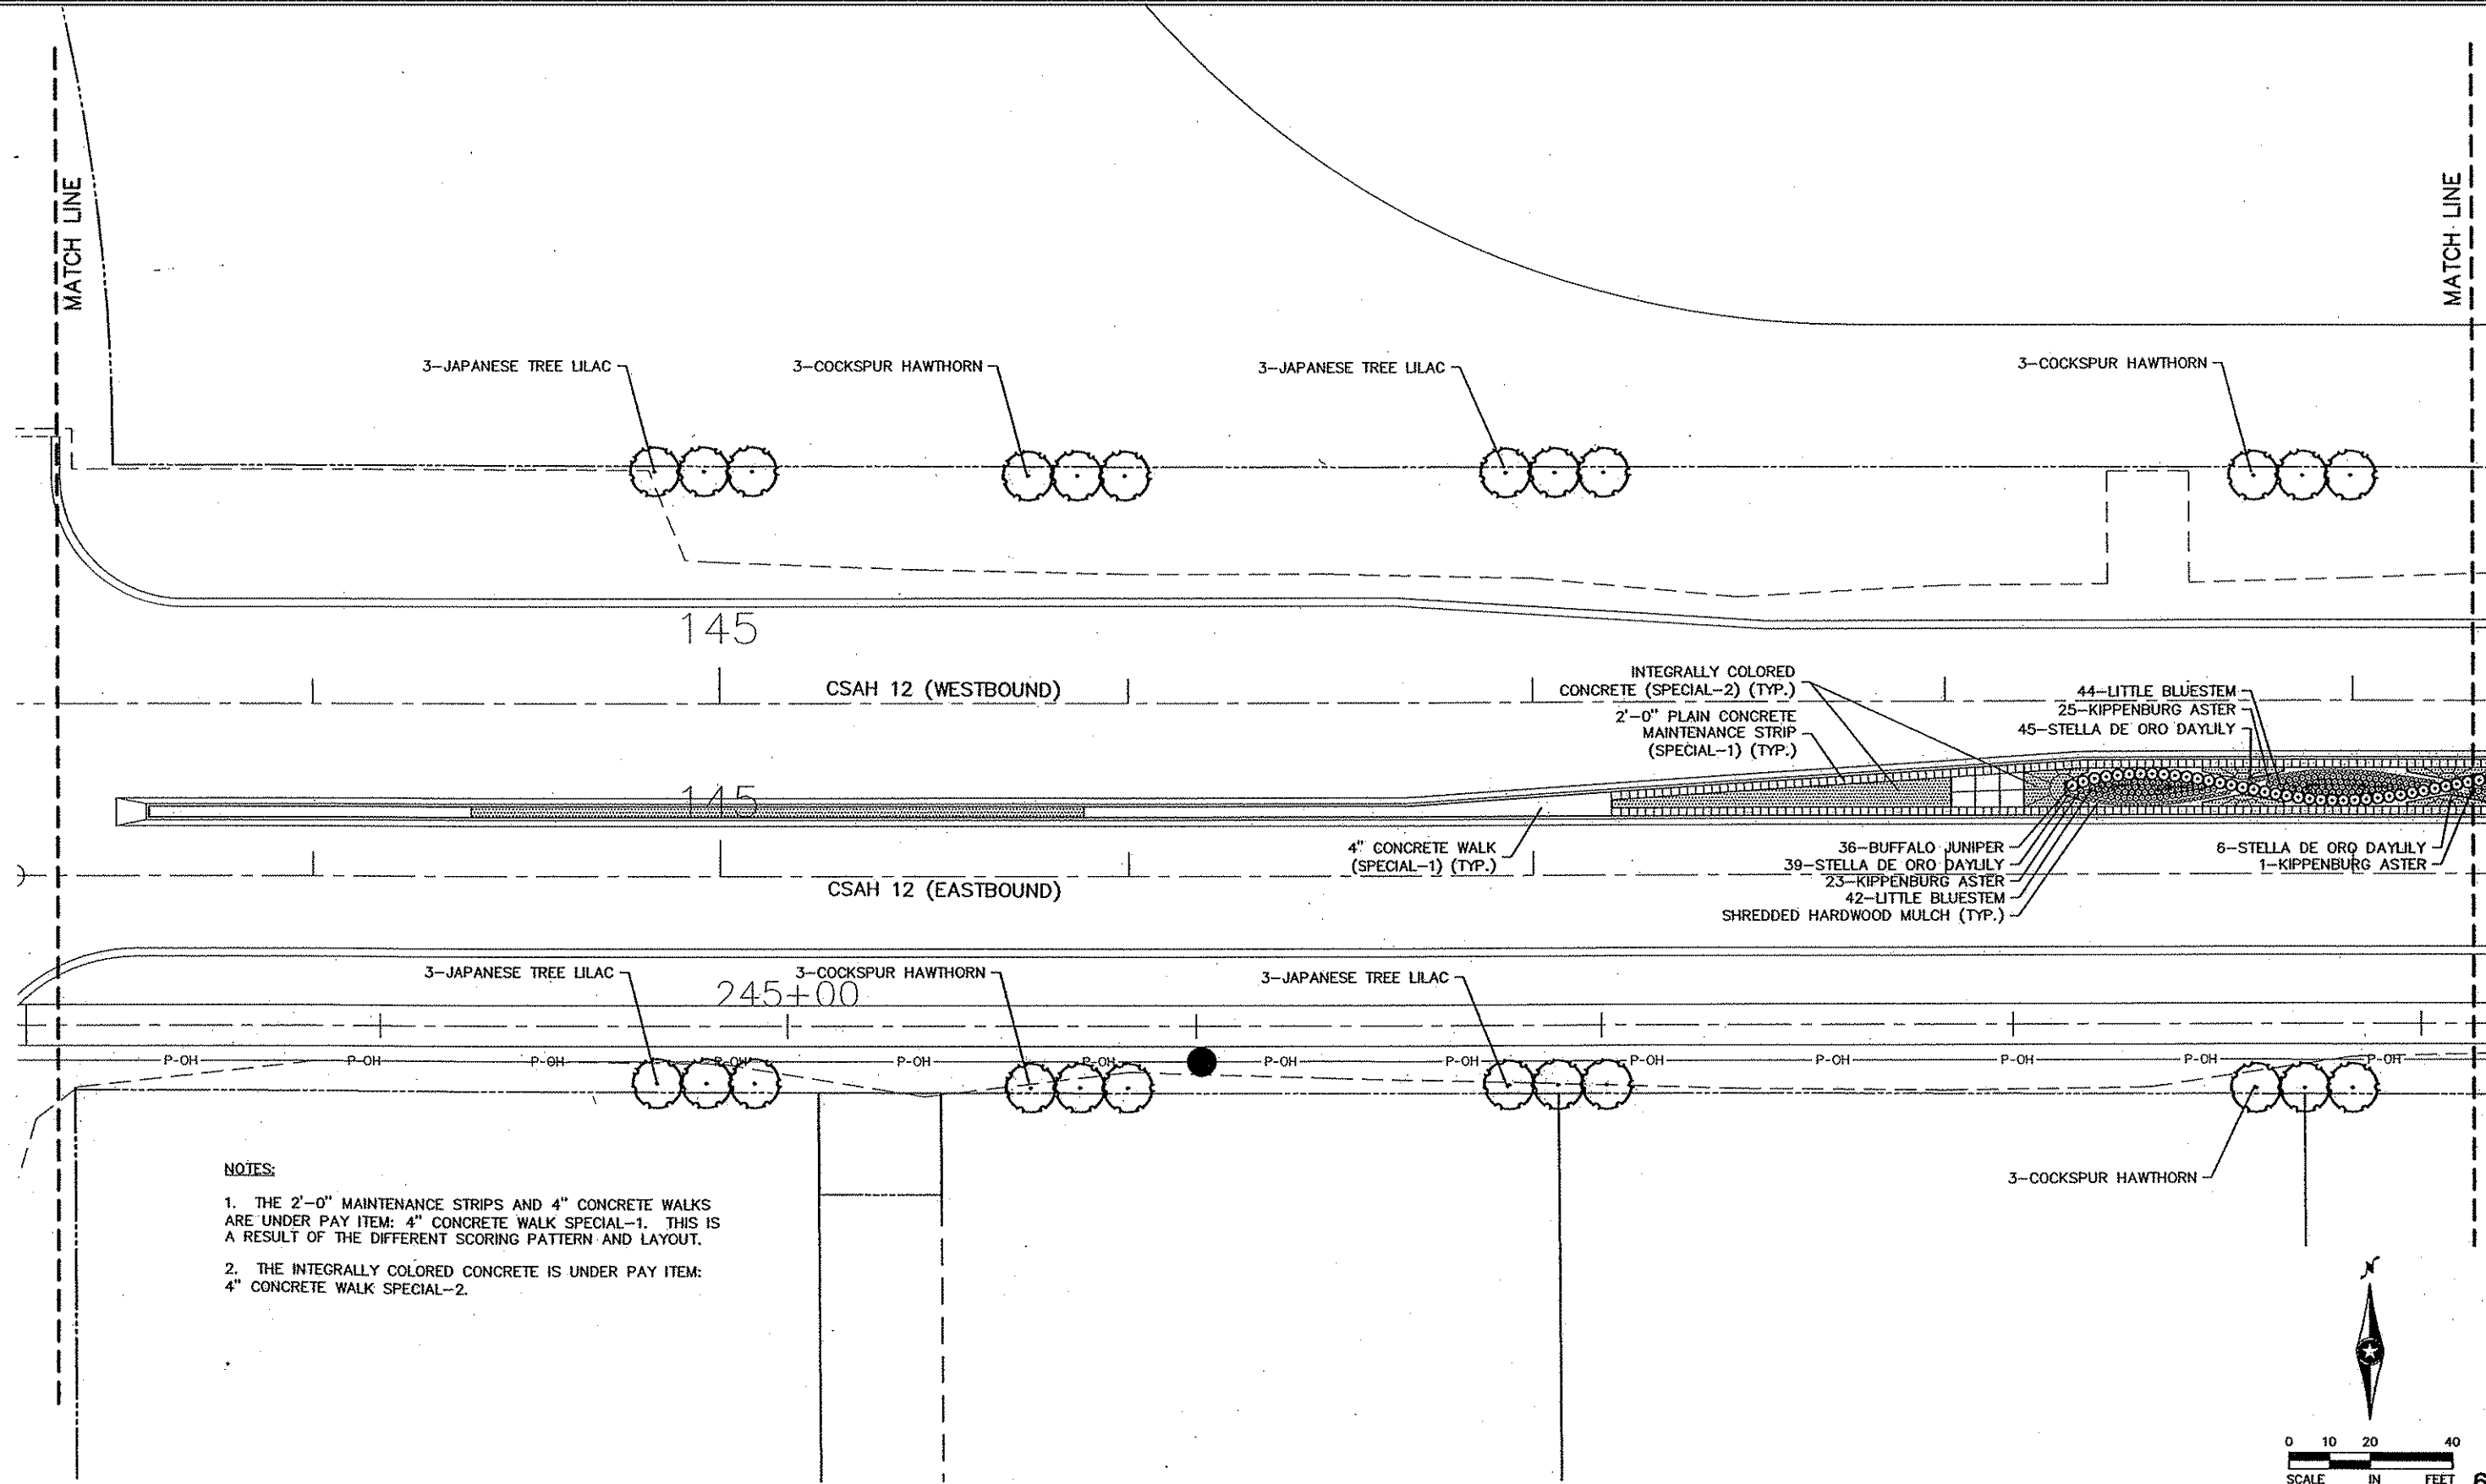 MATCH LINE
MATCH LINE
3-JAPANESE TREE LILAC
3-COCKSPUR HAWTHORN
3-JAPANESE TREE LILAC
3-COCKSPUR HAWTHORN
145
CSAH 12 (WESTBOUND)
INTEGRALLY COLORED
CONCRETE (SPECIAL-2) (TYP.)
2'-0" PLAIN CONCRETE
MAINTENANCE STRIP
(SPECIAL-1) (TYP.)
44-LITTLE BLUESTEM
25-KIPPENBURG ASTER
45-STELLA DE ORO DAYLILY
145
4" CONCRETE WALK
(SPECIAL-1) (TYP.)
36-BUFFALO JUNIPER
39-STELLA DE ORO DAYLILY
23-KIPPENBURG ASTER
42-LITTLE BLUESTEM
SHREDDED HARDWOOD MULCH (TYP.)
6-STELLA DE ORO DAYLILY
1-KIPPENBURG ASTER
CSAH 12 (EASTBOUND)
3-JAPANESE TREE LILAC
3-COCKSPUR HAWTHORN
3-JAPANESE TREE LILAC
245+00
P-OH P-OH P-OH P-OH P-OH P-OH P-OH P-OH P-OH P-OH P-OH P-OH P-OH
3-COCKSPUR HAWTHORN
NOTES:
1. THE 2'-0" MAINTENANCE STRIPS AND 4" CONCRETE WALKS
ARE UNDER PAY ITEM: 4" CONCRETE WALK SPECIAL-1. THIS IS
A RESULT OF THE DIFFERENT SCORING PATTERN AND LAYOUT.
2. THE INTEGRALLY COLORED CONCRETE IS UNDER PAY ITEM:
4" CONCRETE WALK SPECIAL-2.
N
0 10 20 40
SCALE IN FEET